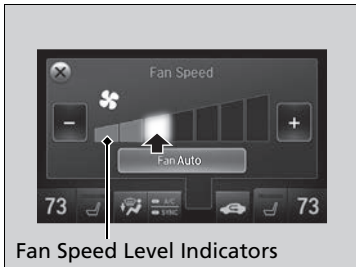 Fan Speed
-
+
Fan Auto
73
A/C
SYNC
73
Fan Speed Level Indicators